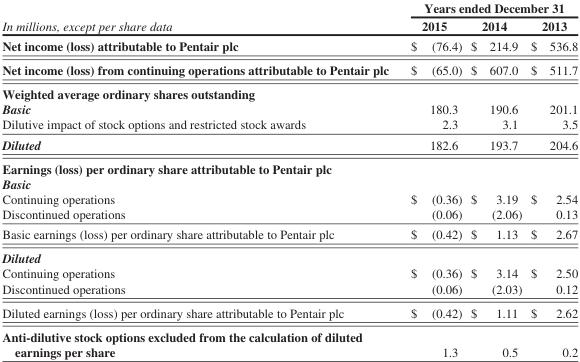 Years ended December 31
In millions, except per share data 2015 2014 2013
Net income (loss) attributable to Pentair plc $ (76.4) $ 214.9 $ 536.8
Net income (loss) from continuing operations attributable to Pentair plc $ (65.0) $ 607.0 $ 511.7
Weighted average ordinary shares outstanding
Basic 180.3 190.6 201.1
Dilutive impact of stock options and restricted stock awards 2.3 3.1 3.5
Diluted 182.6 193.7 204.6
Earnings (loss) per ordinary share attributable to Pentair plc
Basic
Continuing operations $ (0.36) $ 3.19 $ 2.54
Discontinued operations (0.06) (2.06) 0.13
Basic earnings (loss) per ordinary share attributable to Pentair plc $ (0.42) $ 1.13 $ 2.67
Diluted
Continuing operations $ (0.36) $ 3.14 $ 2.50
Discontinued operations (0.06) (2.03) 0.12
Diluted earnings (loss) per ordinary share attributable to Pentair plc $ (0.42) $ 1.11 $ 2.62
Anti-dilutive stock options excluded from the calculation of diluted
earnings per share 1.3 0.5 0.2